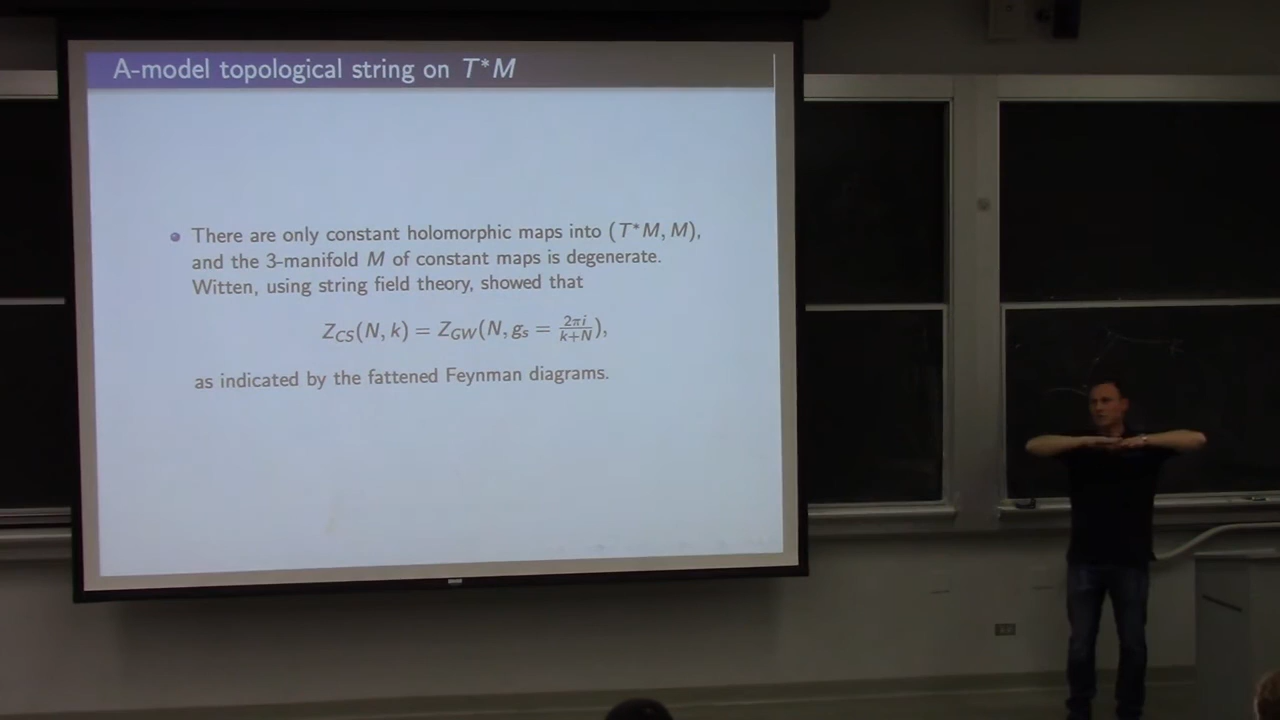 A-model topological string on T*M
There are only constant holomorphic maps into (T*M, M),
and the 3-manifold M of constant maps is degenerate.
Witten, using string field theory, showed that
Z_CS(N, k) = Z_GW(N, g_s = 2πi/(k+N)),
as indicated by the fattened Feynman diagrams.